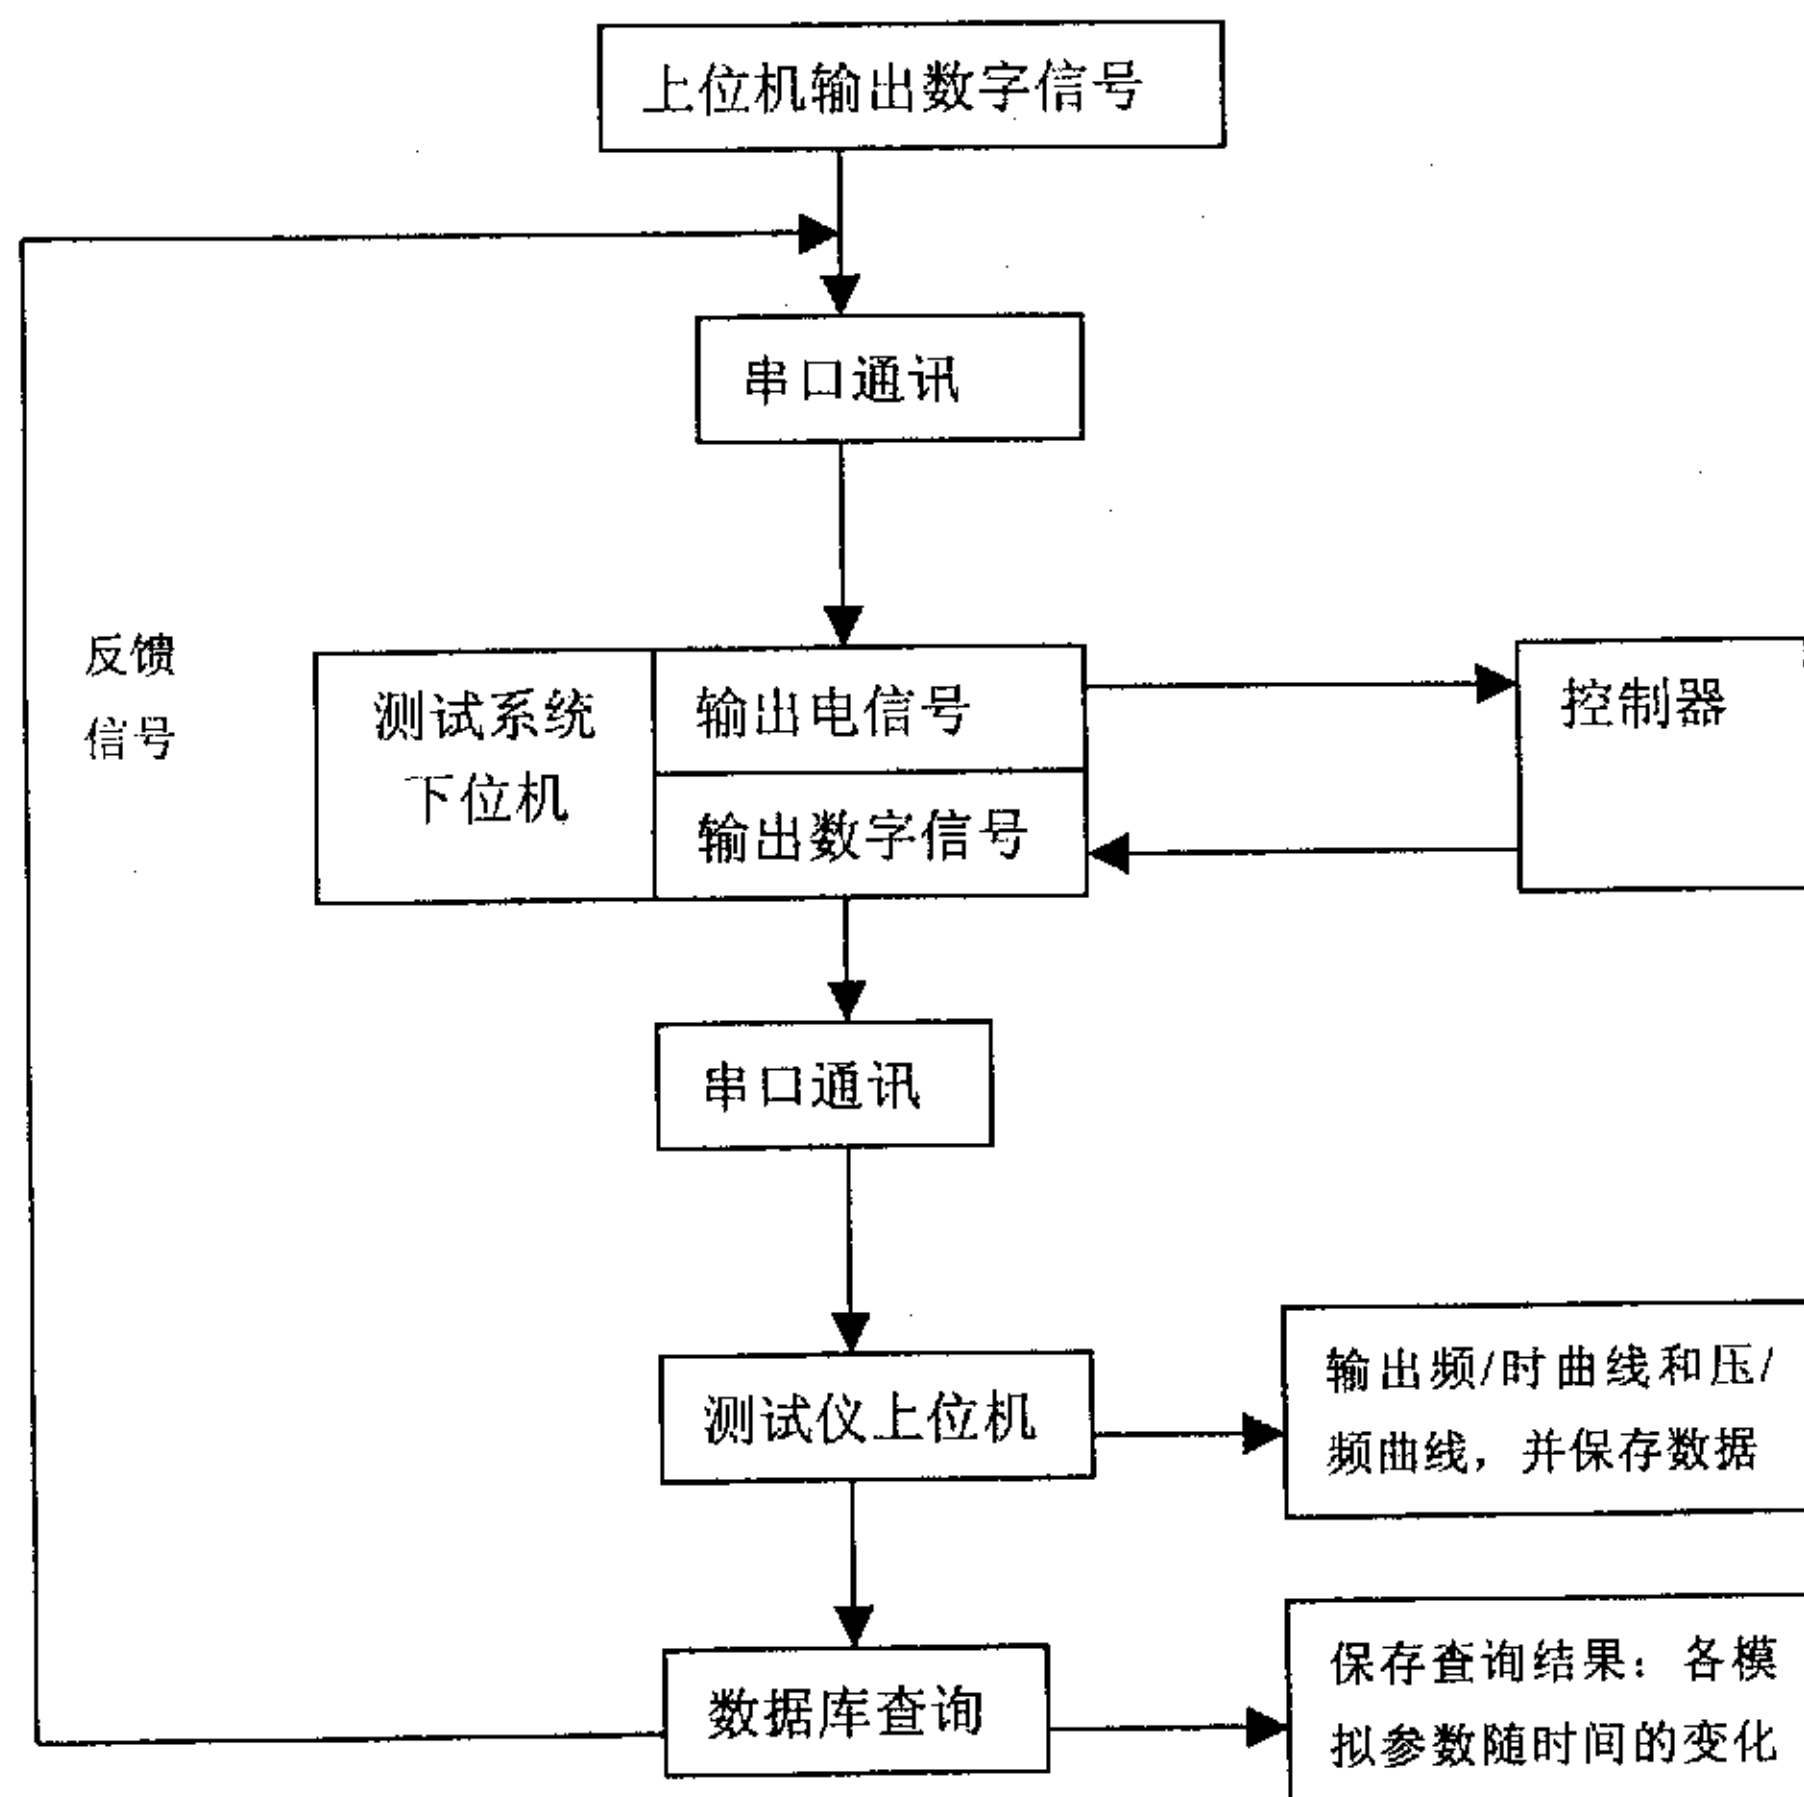 上位机输出数字信号
串口通讯
反馈
信号
测试系统
下位机
输出电信号
输出数字信号
控制器
串口通讯
测试仪上位机
输出频/时曲线和压/
频曲线，并保存数据
数据库查询
保存查询结果：各模
拟参数随时间的变化